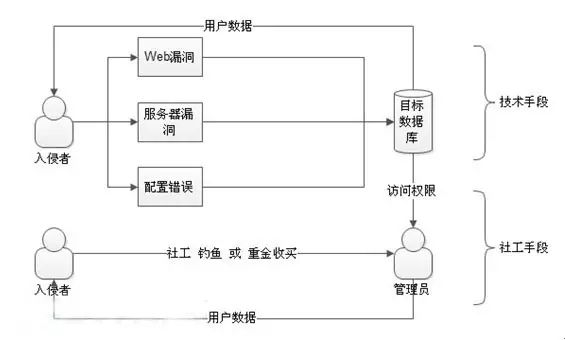 用户数据
Web漏洞
服务器漏
洞
配置错误
入侵者
目标
数据
库
技术手段
访问权限
社工 钓鱼 或 重金收买
入侵者
管理员
社工手段
用户数据